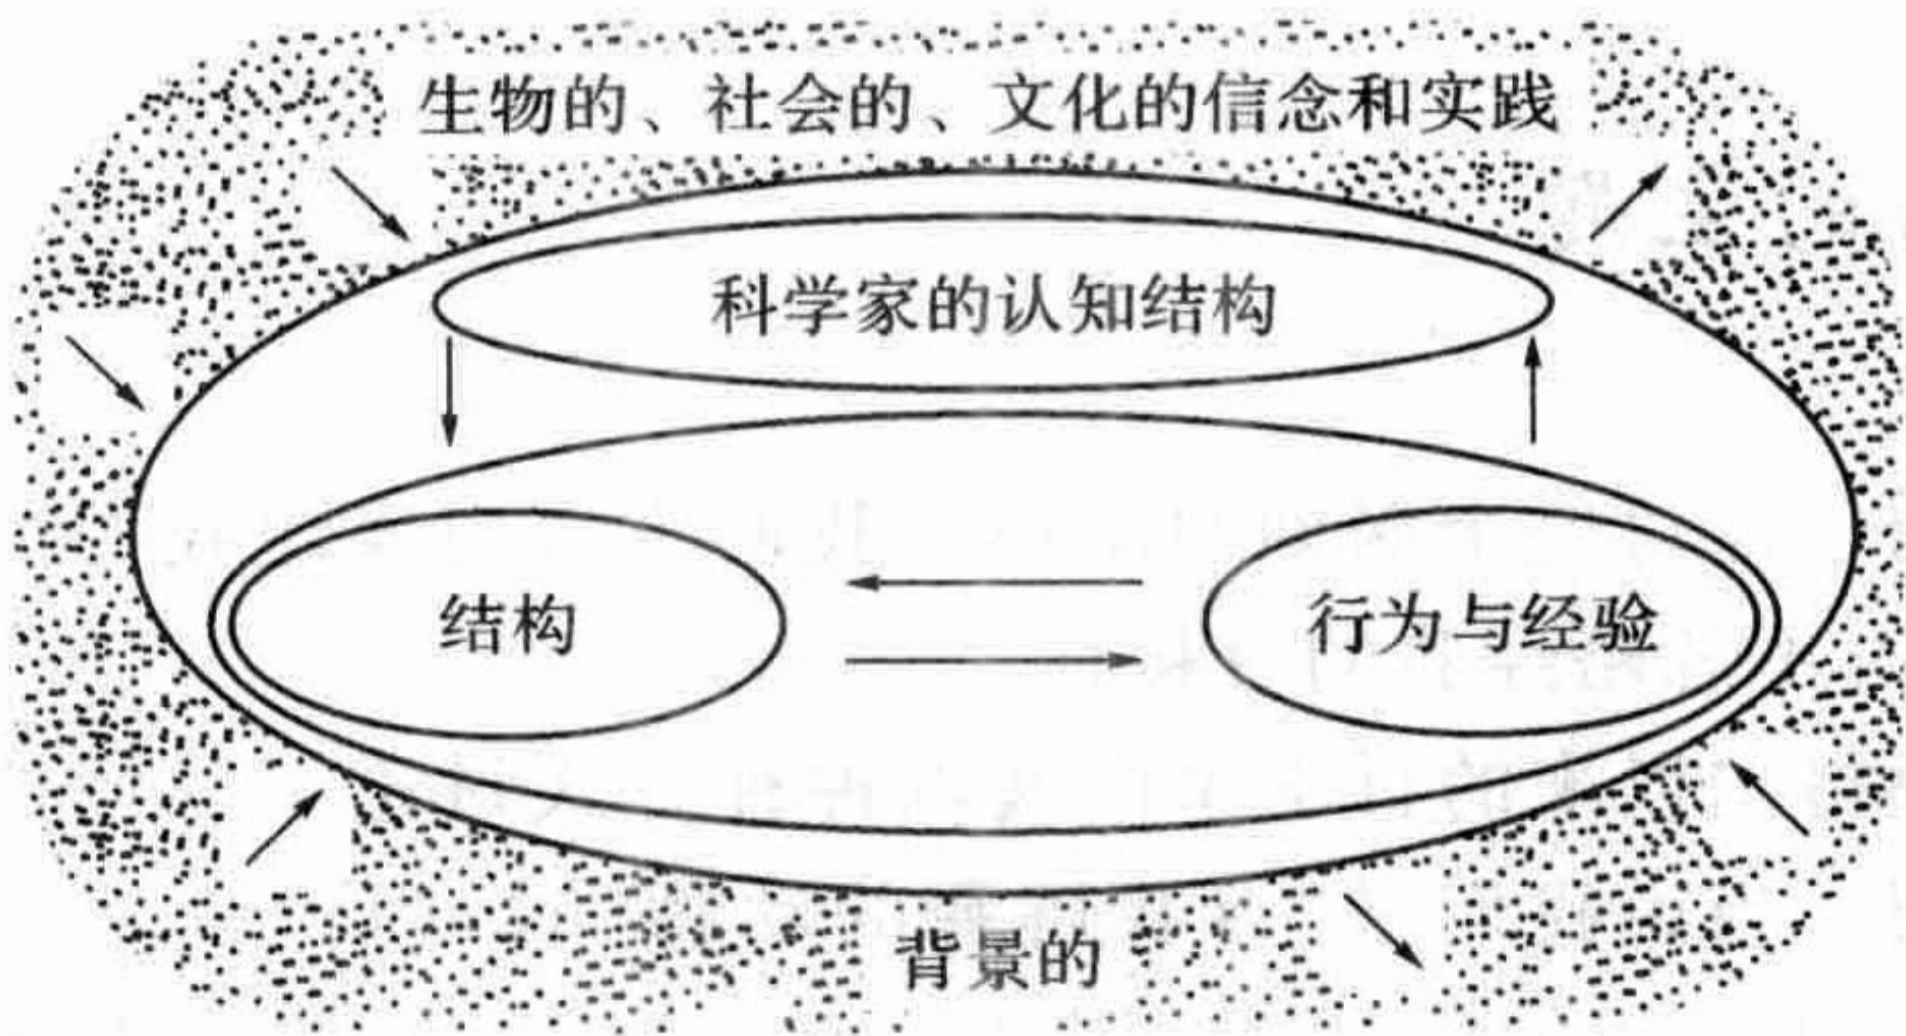 生物的、社会的、文化的信念和实践
科学家的认知结构
结构
行为与经验
背景的